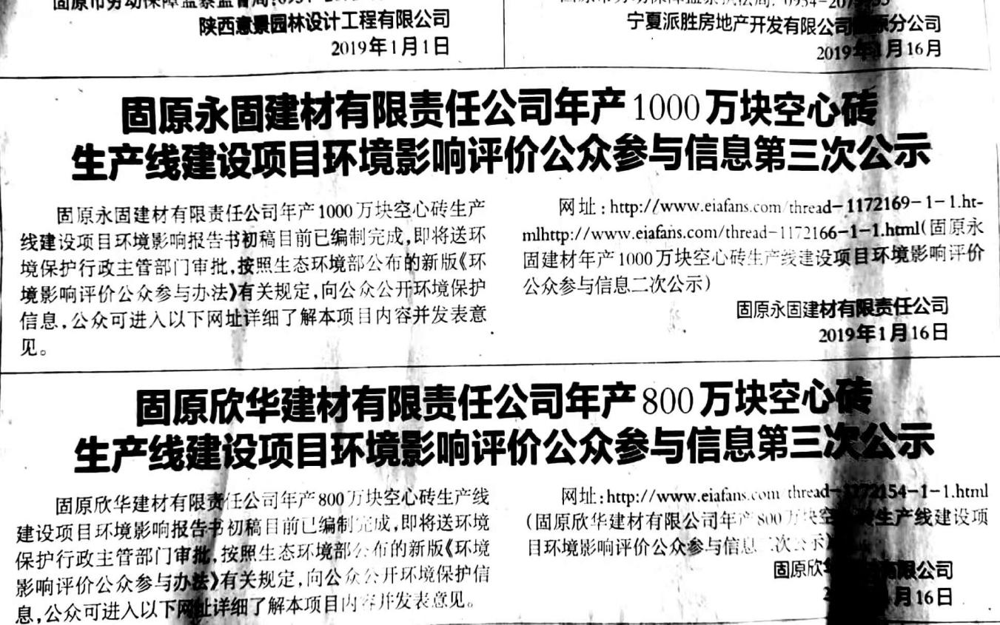 陕西意景园林设计工程有限公司
2019年1月1日
宁夏派胜房地产开发有限公司 原分公司
2019年1月16日
固原永固建材有限责任公司年产1000万块空心砖
生产线建设项目环境影响评价公众参与信息第三次公示
固原永固建材有限责任公司年产1000万块空心砖生产
线建设项目环境影响报告书初稿目前已编制完成,即将送环
境保护行政主管部门审批,按照生态环境部公布的新版《环
境影响评价公众参与办法》有关规定,向公众公开环境保护
信息,公众可进入以下网址详细了解本项目内容并发表意
见。
网址:http://www.eiafans.com/thread-1172169-1-1.ht-
mlhttp://www.eiafans.com/thread-1172166-1-1.html(固原永
固建材年产1000万块空心砖生产线建设项目环境影响评价
公众参与信息二次公示)
固原永固建材有限责任公司
2019年1月16日
固原欣华建材有限责任公司年产800万块空心砖
生产线建设项目环境影响评价公众参与信息第三次公示
固原欣华建材有限责任公司年产800万块空心砖生产线
建设项目环境影响报告书初稿目前已编制完成,即将送环境
保护行政主管部门审批,按照生态环境部公布的新版《环境
影响评价公众参与办法》有关规定,向公众公开环境保护信
息,公众可进入以下网址详细了解本项目内容并发表意见。
网址:http://www.eiafans.com/thread-1172154-1-1.html
(固原欣华建材有限公司年产800万块空心砖生产线建设项
目环境影响评价公众参与信息二次公示)
固原欣华 有限公司
月16日